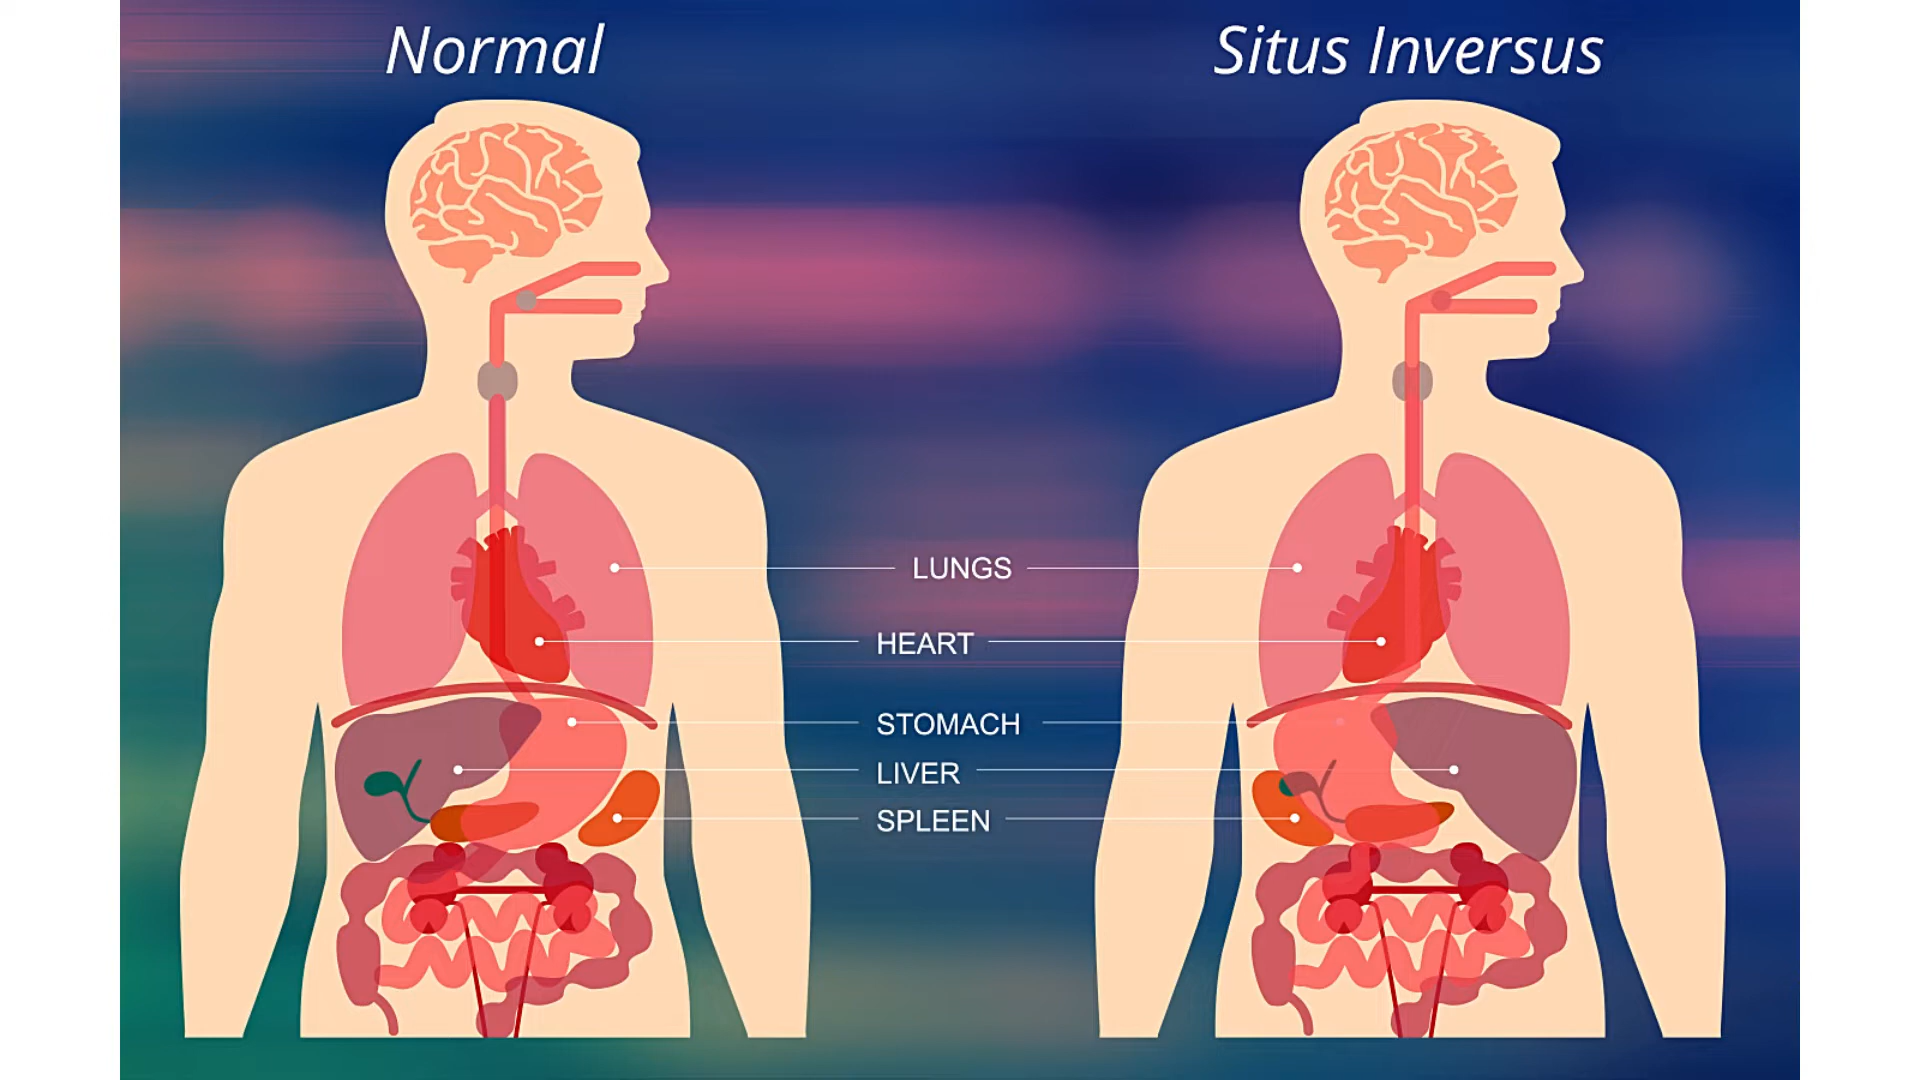 Normal
Situs Inversus
LUNGS
HEART
STOMACH
LIVER
SPLEEN